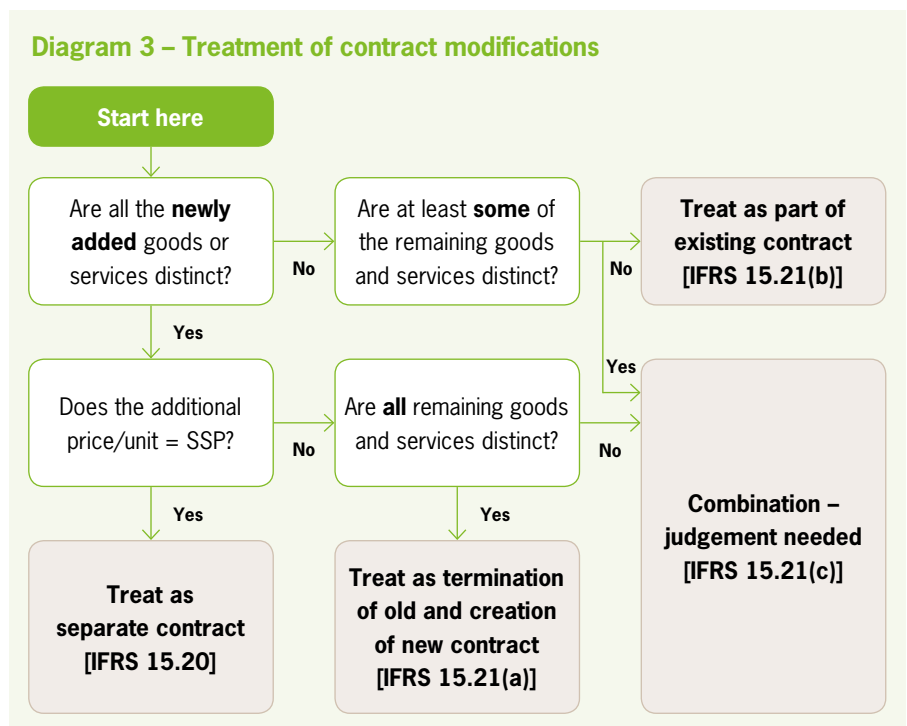 Diagram 3 – Treatment of contract modifications
Start here
Are all the newly
added goods or
services distinct?
No
Are at least some of
the remaining goods
and services distinct?
No
Treat as part of
existing contract
[IFRS 15.21(b)]
Yes
Yes
Does the additional
price/unit = SSP?
No
Are all remaining goods
and services distinct?
No
Combination –
judgement needed
[IFRS 15.21(c)]
Yes
Yes
Treat as
separate contract
[IFRS 15.20]
Treat as termination
of old and creation
of new contract
[IFRS 15.21(a)]